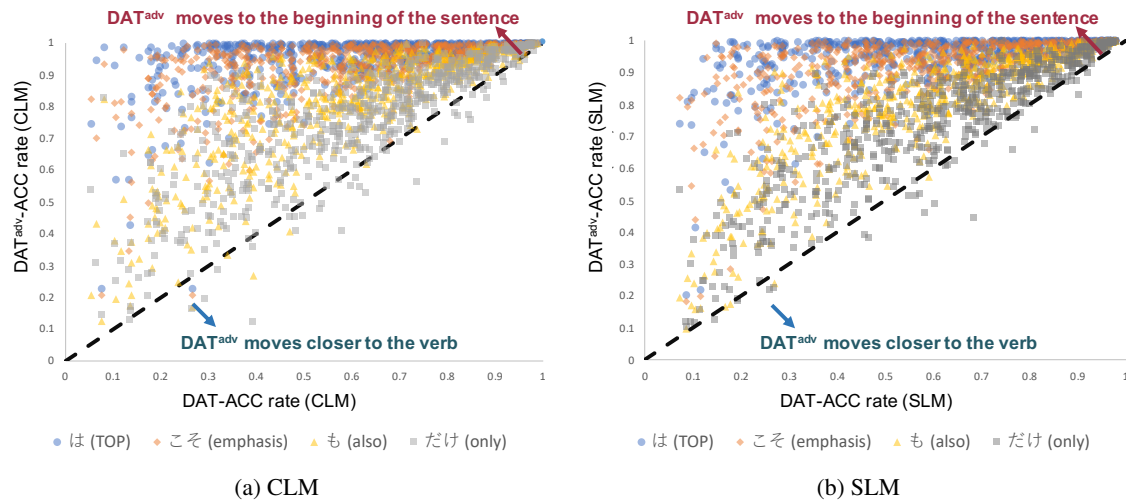 DATᵃᵈᵛ moves to the beginning of the sentence
1
0.9
0.8
0.7
0.6
0.5
0.4
0.3
0.2
0.1
0
DATᵃᵈᵛ-ACC rate (CLM)
DATᵃᵈᵛ moves closer to the verb
0 0.1 0.2 0.3 0.4 0.5 0.6 0.7 0.8 0.9 1
DAT-ACC rate (CLM)
は (TOP) こそ (emphasis) も (also) だけ (only)
(a) CLM
DATᵃᵈᵛ moves to the beginning of the sentence
1
0.9
0.8
0.7
0.6
0.5
0.4
0.3
0.2
0.1
0
DATᵃᵈᵛ-ACC rate (SLM)
DATᵃᵈᵛ moves closer to the verb
0 0.1 0.2 0.3 0.4 0.5 0.6 0.7 0.8 0.9 1
DAT-ACC rate (SLM)
は (TOP) こそ (emphasis) も (also) だけ (only)
(b) SLM